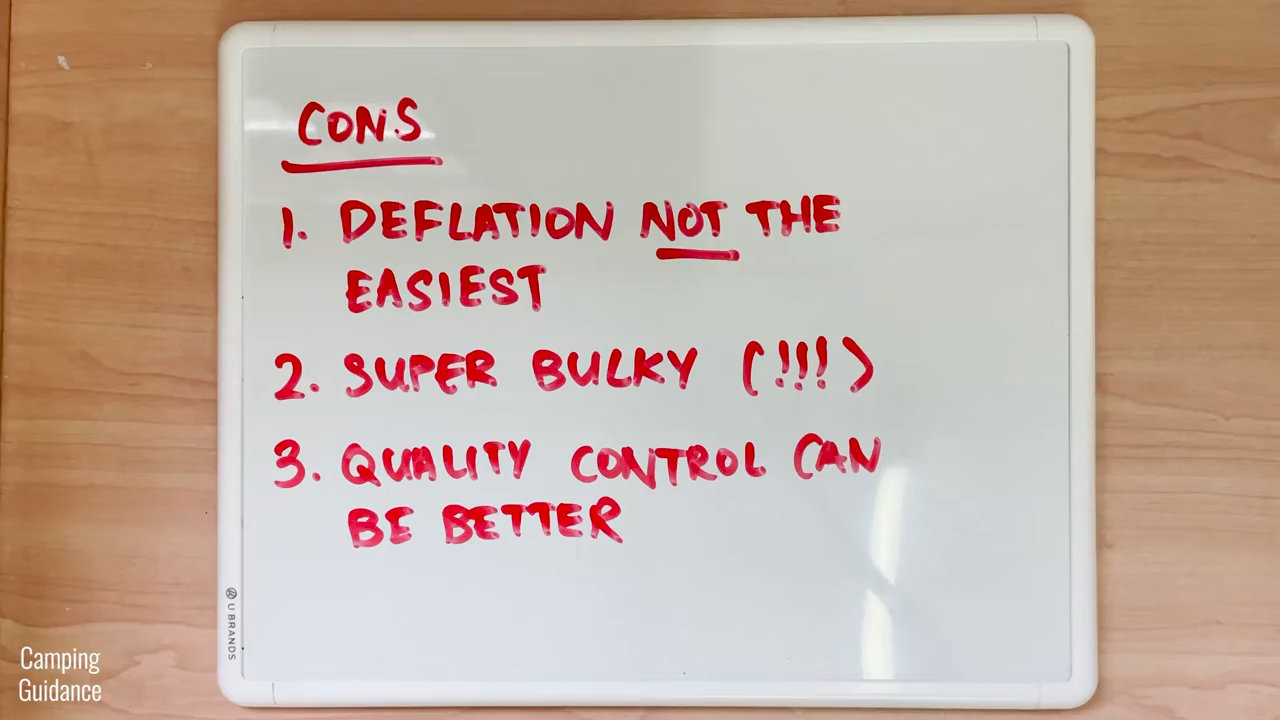 CONS
1. DEFLATION NOT THE
EASIEST
2. SUPER BULKY (!!!)
3. QUALITY CONTROL CAN
BE BETTER
U BRANDS
Camping
Guidance